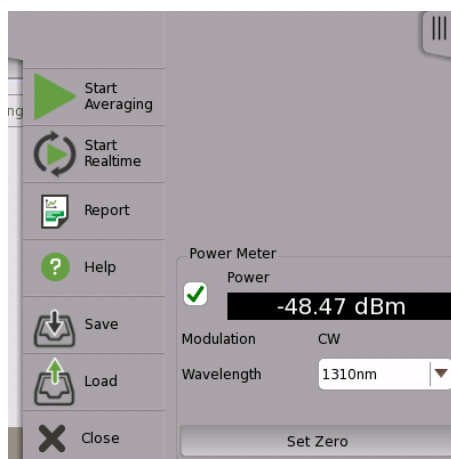 Start
Averaging
ng
Start
Realtime
Report
Help
Save
Load
Close
Power Meter
Power
-48.47 dBm
Modulation CW
Wavelength 1310nm
Set Zero